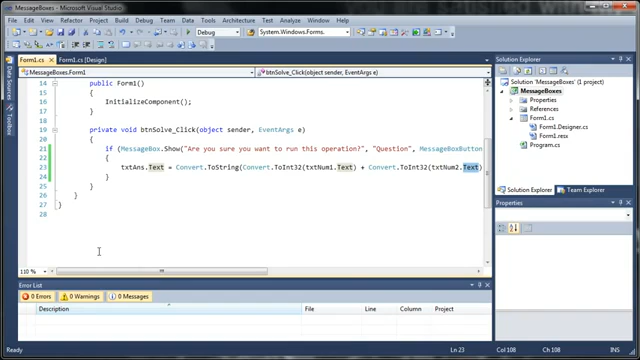 MessageBoxes - Microsoft Visual Studio
File Edit View Refactor Project Build Debug Team Data Tools Architecture Test Analyze Window Help
Debug System.Windows.Forms.
Form1.cs Form1.cs [Design]
MessageBoxes.Form1 btnSolve_Click(object sender, EventArgs e)
14 public Form1()
15 {
16 InitializeComponent();
17 }
18
19 private void btnSolve_Click(object sender, EventArgs e)
20 {
21 if (MessageBox.Show("Are you sure you want to run this operation?", "Question", MessageBoxButton
22 {
23 txtAns.Text = Convert.ToString(Convert.ToInt32(txtNum1.Text) + Convert.ToInt32(txtNum2.Text)
24 }
25 }
26 }
27 }
28
110 %
Data Sources
Toolbox
Solution Explorer
Solution 'MessageBoxes' (1 project)
MessageBoxes
Properties
References
Form1.cs
Form1.Designer.cs
Form1.resx
Program.cs
Solution Explorer Team Explorer
Properties
Error List
0 Errors 0 Warnings 0 Messages
Description File Line Column Project
Ready Ln 23 Col 108 Ch 108 INS